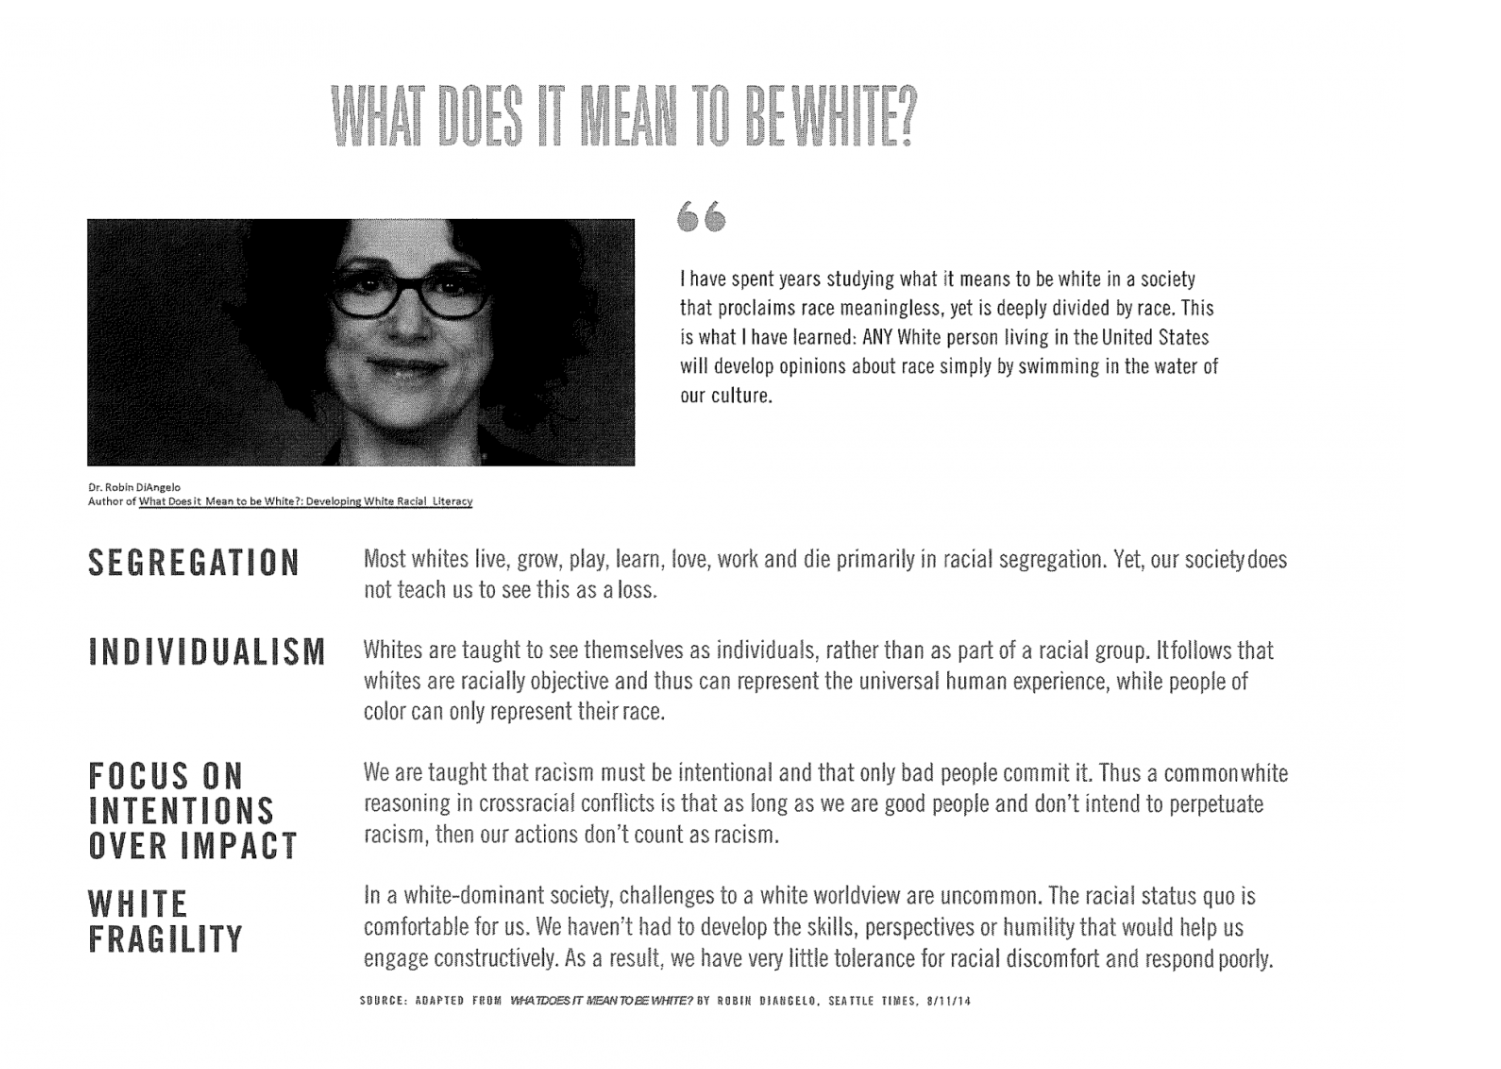 WHAT DOES IT MEAN TO BE WHITE?
“
I have spent years studying what it means to be white in a society
that proclaims race meaningless, yet is deeply divided by race. This
is what I have learned: ANY White person living in the United States
will develop opinions about race simply by swimming in the water of
our culture.
Dr. Robin DiAngelo
Author of What Does it Mean to be White?: Developing White Racial Literacy
SEGREGATION
Most whites live, grow, play, learn, love, work and die primarily in racial segregation. Yet, our society does
not teach us to see this as a loss.
INDIVIDUALISM
Whites are taught to see themselves as individuals, rather than as part of a racial group. It follows that
whites are racially objective and thus can represent the universal human experience, while people of
color can only represent their race.
FOCUS ON
INTENTIONS
OVER IMPACT
We are taught that racism must be intentional and that only bad people commit it. Thus a common white
reasoning in crossracial conflicts is that as long as we are good people and don't intend to perpetuate
racism, then our actions don't count as racism.
WHITE
FRAGILITY
In a white-dominant society, challenges to a white worldview are uncommon. The racial status quo is
comfortable for us. We haven't had to develop the skills, perspectives or humility that would help us
engage constructively. As a result, we have very little tolerance for racial discomfort and respond poorly.
SOURCE: ADAPTED FROM WHAT DOES IT MEAN TO BE WHITE? BY ROBIN DIANGELO, SEATTLE TIMES, 8/11/14